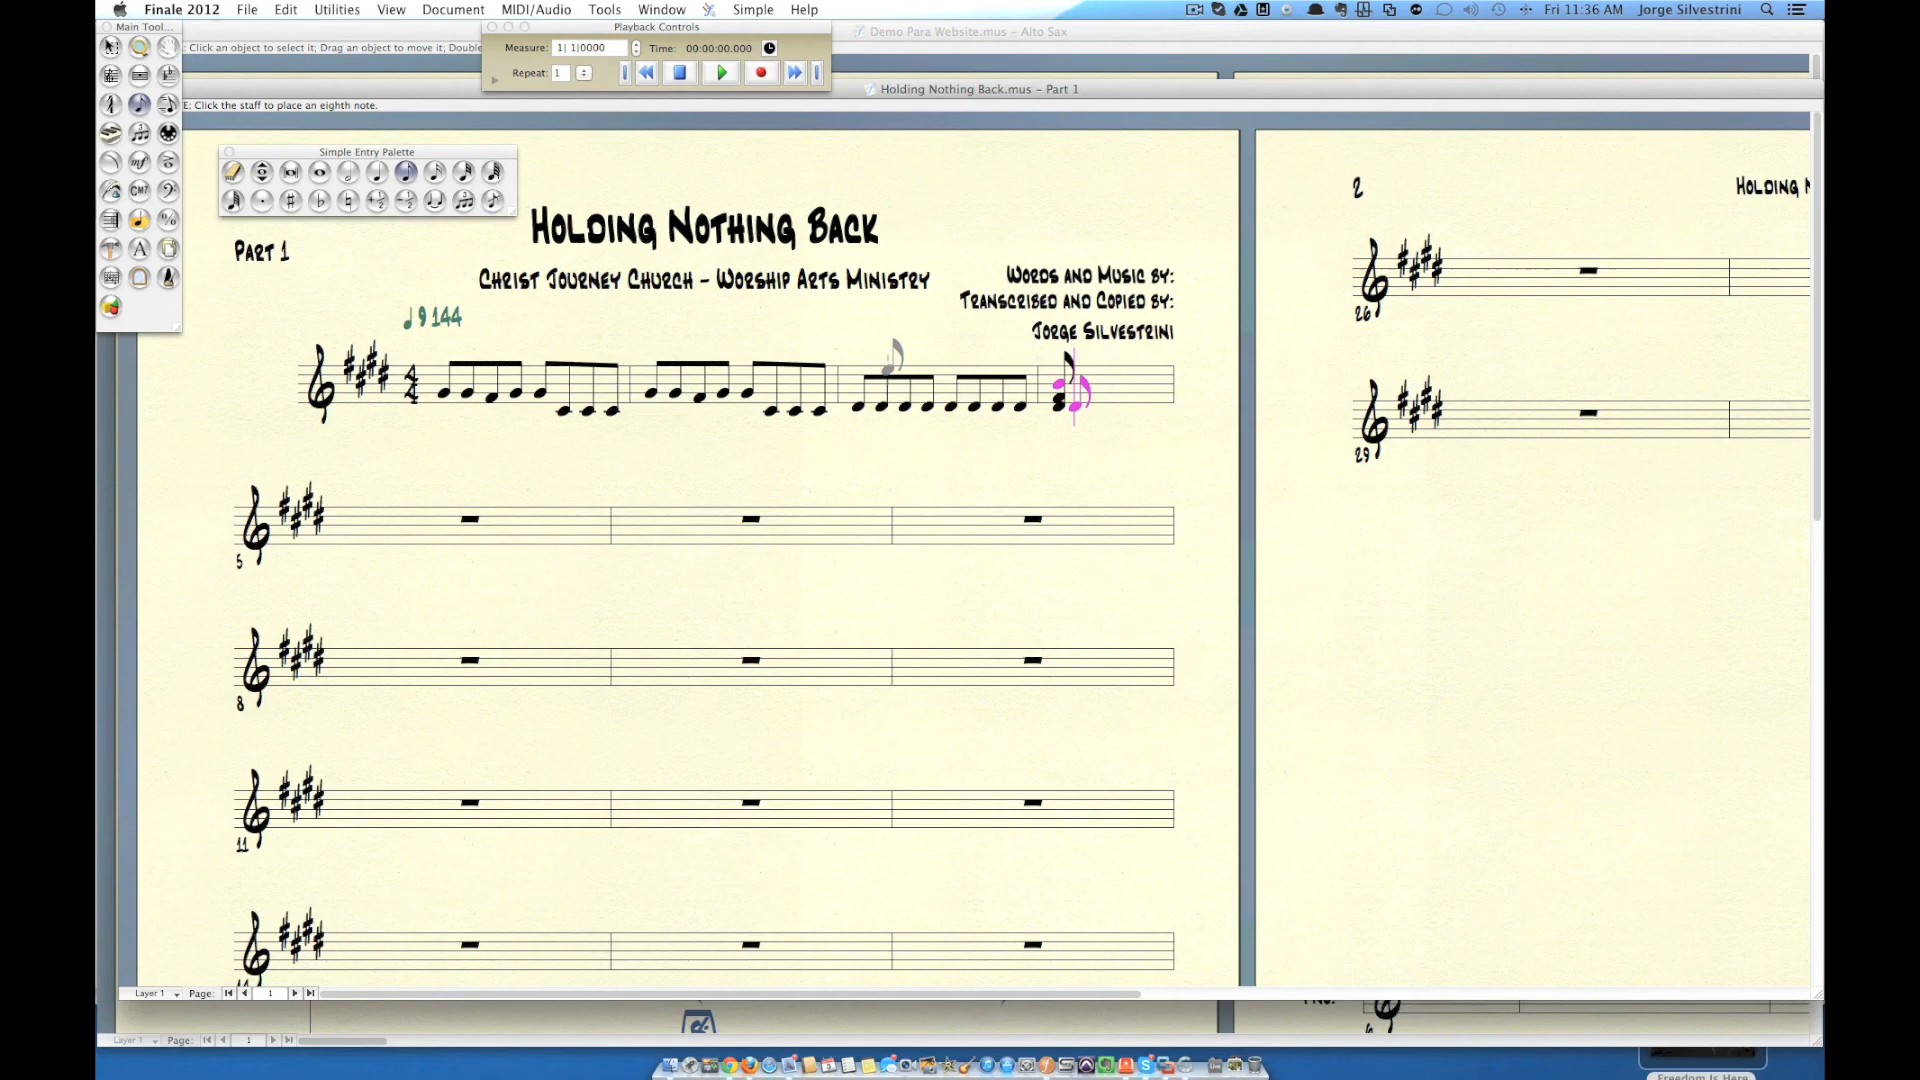 Finale 2012 File Edit Utilities View Document MIDI/Audio Tools Window Simple Help Fri 11:36 AM Jorge Silvestrini
Main Tool...
Playback Controls
Demo Para Website.mus - Alto Sax
: Click an object to select it; Drag an object to move it; Double
Measure: 1| 1|0000 Time: 00:00:00.000
Repeat: 1
Holding Nothing Back.mus - Part 1
E: Click the staff to place an eighth note.
Simple Entry Palette
Holding Nothing Back
Part 1
Christ Journey Church - Worship Arts Ministry
Words and Music by:
Transcribed and Copied by:
Jorge Silvestrini
144
4
4
5
8
11
2
Holding N
26
29
Layer 1 Page: 1
Layer 1 Page: 1
Freedom Is Here